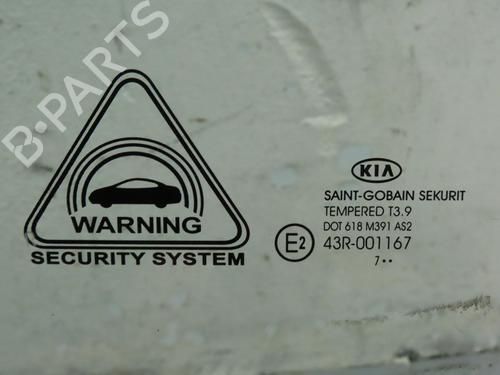 B-PARTS
WARNING
SECURITY SYSTEM
KIA
SAINT-GOBAIN SEKURIT
TEMPERED T3.9
DOT 618 M391 AS2
E2 43R-001167
7 ••